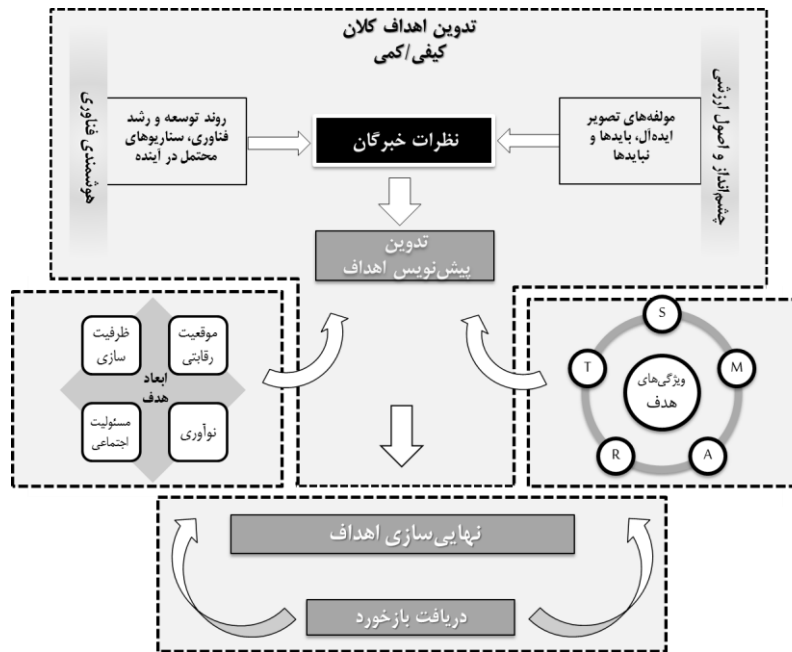 تدوین اهداف کلان
کیفی/کمی
چشم‌انداز و اصول ارزشی
مولفه‌های تصویر
ایده‌آل، بایدها و
نبایدها
نظرات خبرگان
روند توسعه و رشد
فناوری، سناریوهای
محتمل در آینده
هوشمندی فناوری
تدوین
پیش‌نویس اهداف
S
M
A
R
T
ویژگی‌های
هدف
موقعیت
رقابتی
ظرفیت
سازی
ابعاد
هدف
نوآوری
مسئولیت
اجتماعی
نهایی‌سازی اهداف
دریافت بازخورد